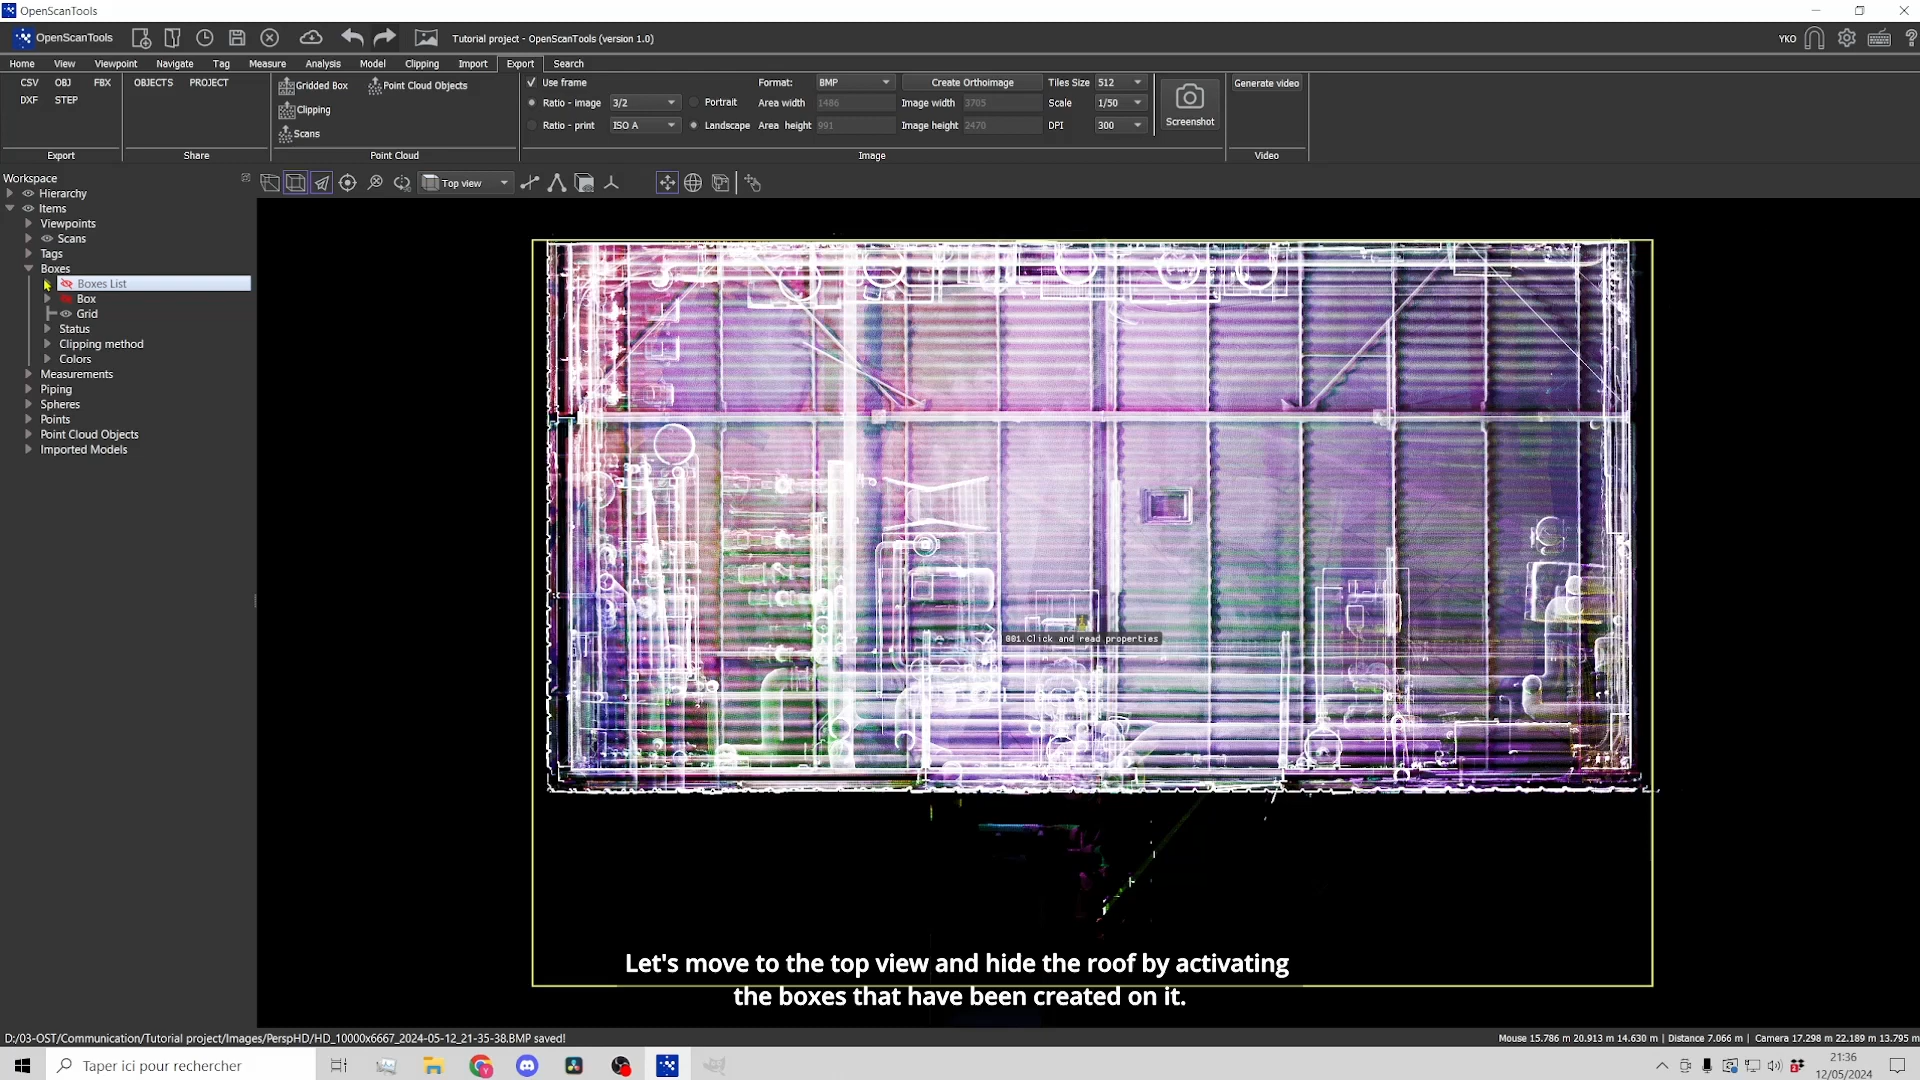 OpenScanTools
OpenScanTools
Tutorial project - OpenScanTools (version 1.0)
YKO
Home View Viewpoint Navigate Tag Measure Analysis Model Clipping Import Export Search
CSV OBJ FBX
DXF STEP
Export
OBJECTS PROJECT
Share
Gridded Box Point Cloud Objects
Clipping
Scans
Point Cloud
Use frame Format: BMP Create Orthoimage Tiles Size 512
Ratio - image 3/2 Portrait Area width 1486 Image width 3705 Scale 1/50
Ratio - print ISO A Landscape Area height 991 Image height 2470 DPI 300
Image
Screenshot
Generate video
Video
Workspace
Hierarchy
Items
Viewpoints
Scans
Tags
Boxes
Boxes List
Box
Grid
Status
Clipping method
Colors
Measurements
Piping
Spheres
Points
Point Cloud Objects
Imported Models
Top view
001.Click and read properties
Let's move to the top view and hide the roof by activating
the boxes that have been created on it.
D:/03-OST/Communication/Tutorial project/Images/PerspHD/HD_10000x6667_2024-05-12_21-35-38.BMP saved!
Mouse 15.786 m 20.913 m 14.630 m | Distance 7.066 m | Camera 17.298 m 22.189 m 13.795 m
Taper ici pour rechercher
21:36
12/05/2024